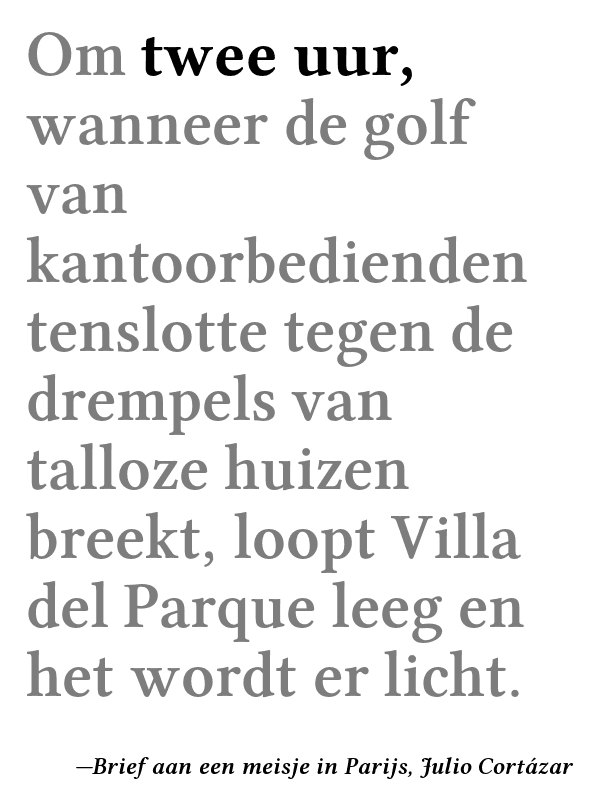 Om twee uur,
wanneer de golf
van
kantoorbedienden
tenslotte tegen de
drempels van
talloze huizen
breekt, loopt Villa
del Parque leeg en
het wordt er licht.
—Brief aan een meisje in Parijs, Julio Cortázar